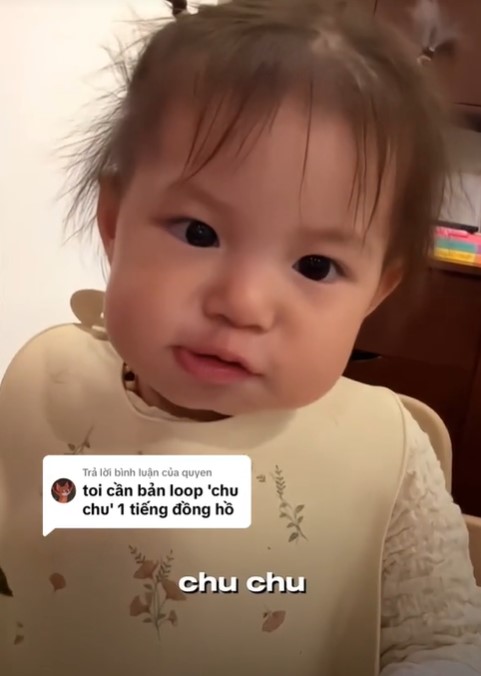 Trả lời bình luận của quyen
toi cần bản loop 'chu
chu' 1 tiếng đồng hồ
chu chu